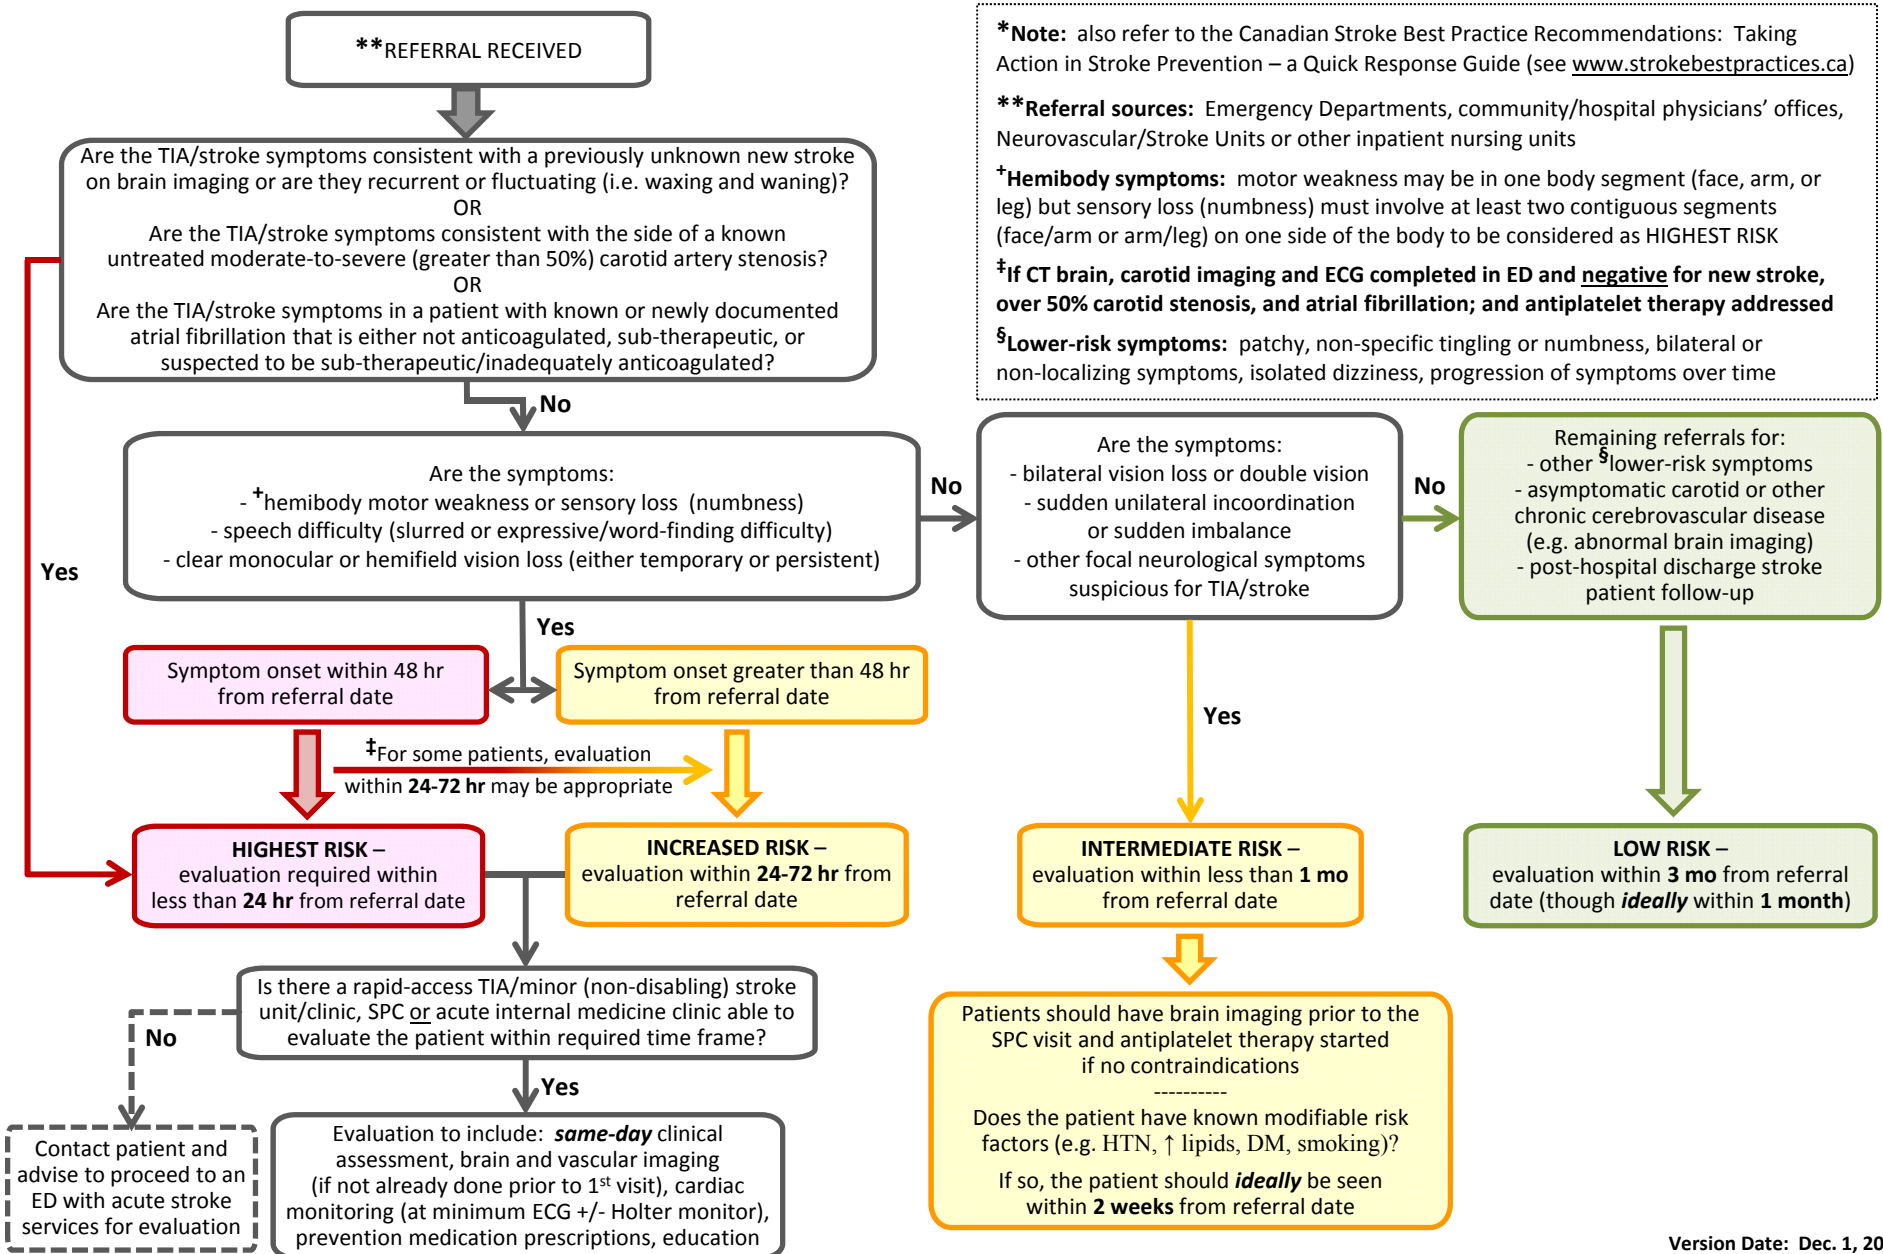 **REFERRAL RECEIVED
*Note: also refer to the Canadian Stroke Best Practice Recommendations: Taking
Action in Stroke Prevention – a Quick Response Guide (see www.strokebestpractices.ca)
**Referral sources: Emergency Departments, community/hospital physicians' offices,
Neurovascular/Stroke Units or other inpatient nursing units
+Hemibody symptoms: motor weakness may be in one body segment (face, arm, or
leg) but sensory loss (numbness) must involve at least two contiguous segments
(face/arm or arm/leg) on one side of the body to be considered as HIGHEST RISK
‡If CT brain, carotid imaging and ECG completed in ED and negative for new stroke,
over 50% carotid stenosis, and atrial fibrillation; and antiplatelet therapy addressed
§Lower-risk symptoms: patchy, non-specific tingling or numbness, bilateral or
non-localizing symptoms, isolated dizziness, progression of symptoms over time
Are the TIA/stroke symptoms consistent with a previously unknown new stroke
on brain imaging or are they recurrent or fluctuating (i.e. waxing and waning)?
OR
Are the TIA/stroke symptoms consistent with the side of a known
untreated moderate-to-severe (greater than 50%) carotid artery stenosis?
OR
Are the TIA/stroke symptoms in a patient with known or newly documented
atrial fibrillation that is either not anticoagulated, sub-therapeutic, or
suspected to be sub-therapeutic/inadequately anticoagulated?
No
Yes
Are the symptoms:
- +hemibody motor weakness or sensory loss (numbness)
- speech difficulty (slurred or expressive/word-finding difficulty)
- clear monocular or hemifield vision loss (either temporary or persistent)
No
Are the symptoms:
- bilateral vision loss or double vision
- sudden unilateral incoordination
or sudden imbalance
- other focal neurological symptoms
suspicious for TIA/stroke
No
Remaining referrals for:
- other §lower-risk symptoms
- asymptomatic carotid or other
chronic cerebrovascular disease
(e.g. abnormal brain imaging)
- post-hospital discharge stroke
patient follow-up
Yes
Symptom onset within 48 hr
from referral date
Symptom onset greater than 48 hr
from referral date
Yes
‡For some patients, evaluation
within 24-72 hr may be appropriate
HIGHEST RISK –
evaluation required within
less than 24 hr from referral date
INCREASED RISK –
evaluation within 24-72 hr from
referral date
INTERMEDIATE RISK –
evaluation within less than 1 mo
from referral date
LOW RISK –
evaluation within 3 mo from referral
date (though ideally within 1 month)
Is there a rapid-access TIA/minor (non-disabling) stroke
unit/clinic, SPC or acute internal medicine clinic able to
evaluate the patient within required time frame?
No
Yes
Contact patient and
advise to proceed to an
ED with acute stroke
services for evaluation
Evaluation to include: same-day clinical
assessment, brain and vascular imaging
(if not already done prior to 1st visit), cardiac
monitoring (at minimum ECG +/- Holter monitor),
prevention medication prescriptions, education
Patients should have brain imaging prior to the
SPC visit and antiplatelet therapy started
if no contraindications
----------
Does the patient have known modifiable risk
factors (e.g. HTN, ↑ lipids, DM, smoking)?
If so, the patient should ideally be seen
within 2 weeks from referral date
Version Date: Dec. 1, 20